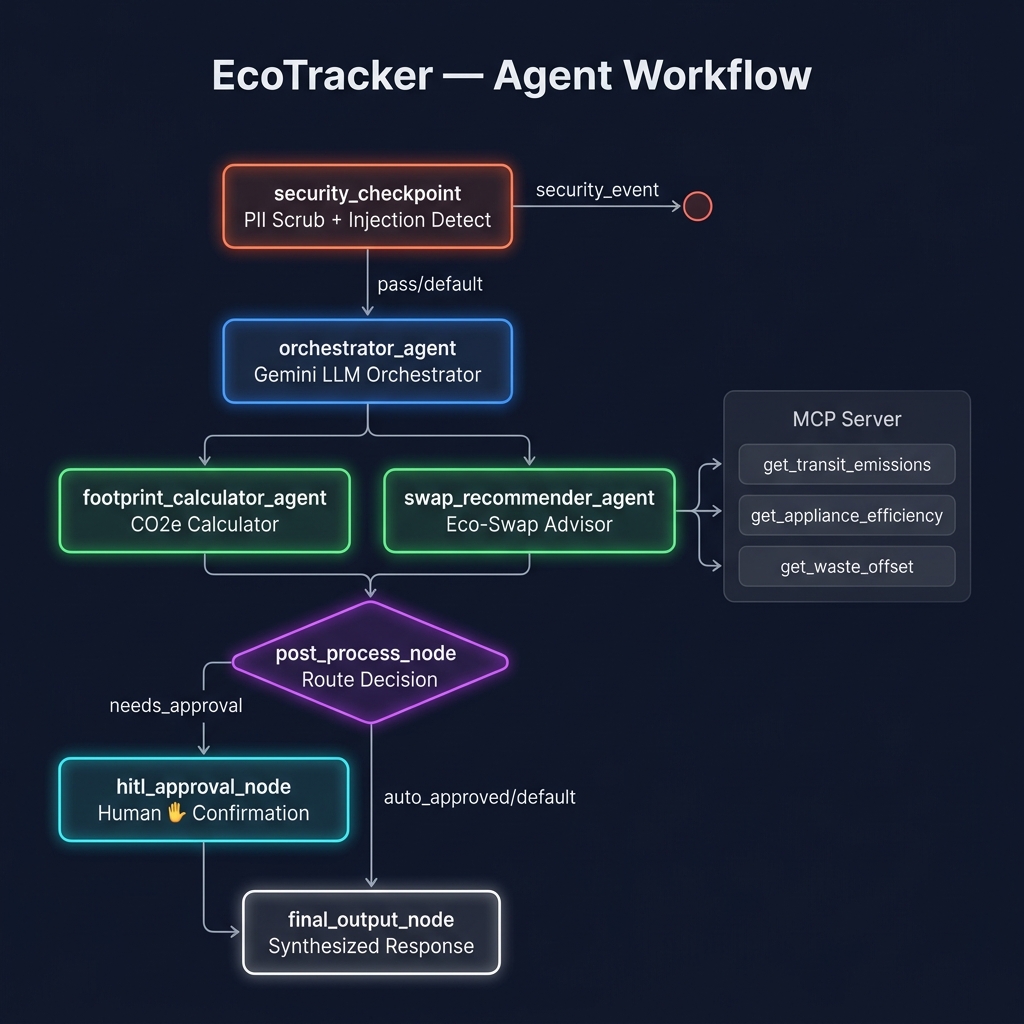 EcoTracker — Agent Workflow
security_checkpoint
PII Scrub + Injection Detect
security_event
pass/default
orchestrator_agent
Gemini LLM Orchestrator
footprint_calculator_agent
CO2e Calculator
swap_recommender_agent
Eco-Swap Advisor
MCP Server
get_transit_emissions
get_appliance_efficiency
get_waste_offset
post_process_node
Route Decision
needs_approval
hitl_approval_node
Human ✋ Confirmation
auto_approved/default
final_output_node
Synthesized Response